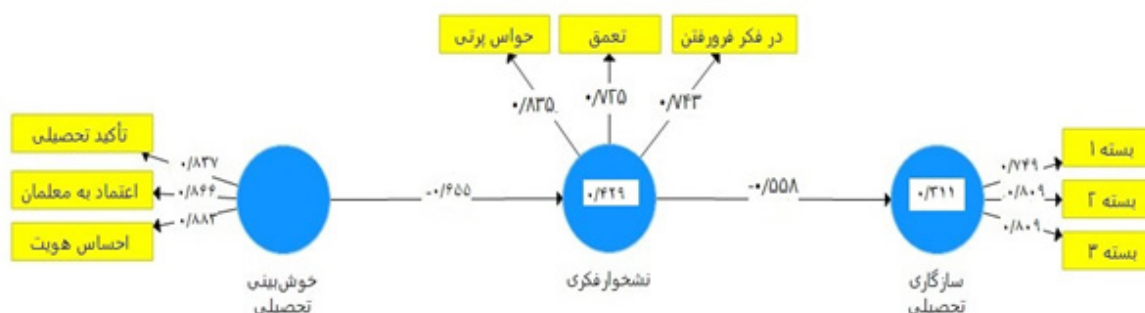 حواس پرتی
تعمق
در فکر فرورفتن
۰/۸۳۵
۰/۷۲۵
۰/۷۴۳
تأکید تحصیلی
اعتماد به معلمان
احساس هویت
۰/۸۳۷
۰/۸۶۶
۰/۸۸۲
-۰/۶۵۵
۰/۴۲۹
-۰/۵۵۸
۰/۳۱۱
۰/۷۴۹
۰/۸۰۹
۰/۸۰۹
بسته ۱
بسته ۲
بسته ۳
خوش‌بینی
تحصیلی
نشخوارفکری
سازگاری
تحصیلی